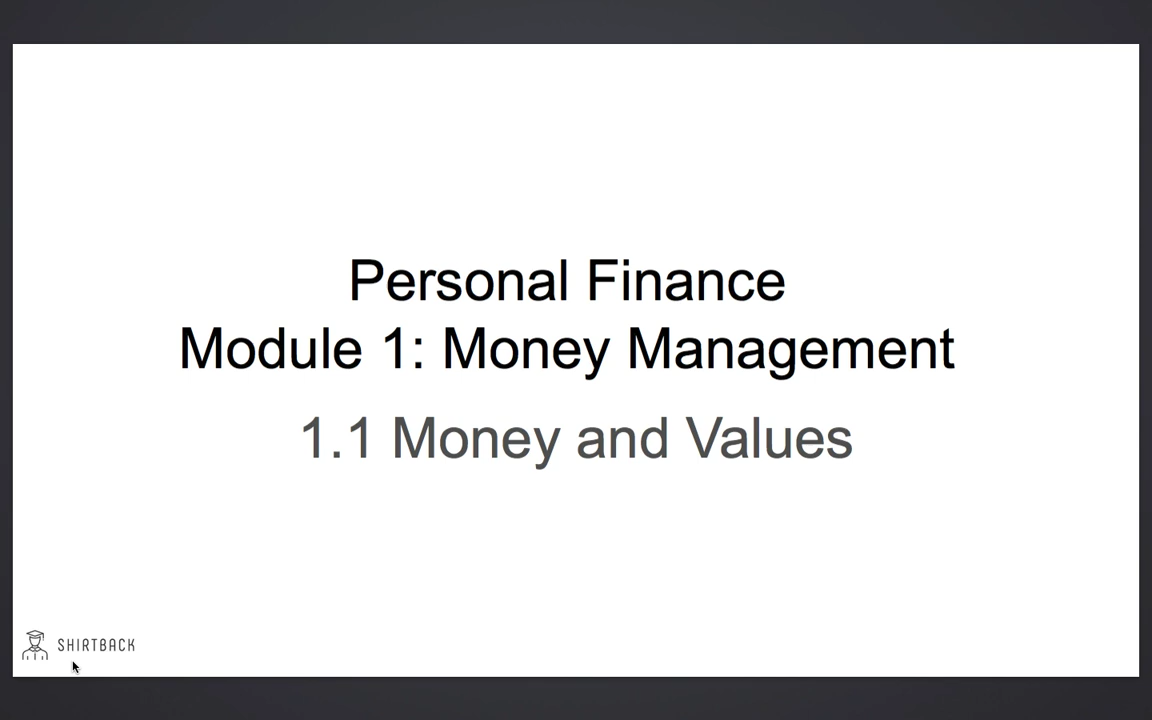 Personal Finance
Module 1: Money Management
1.1 Money and Values
SHIRTBACK